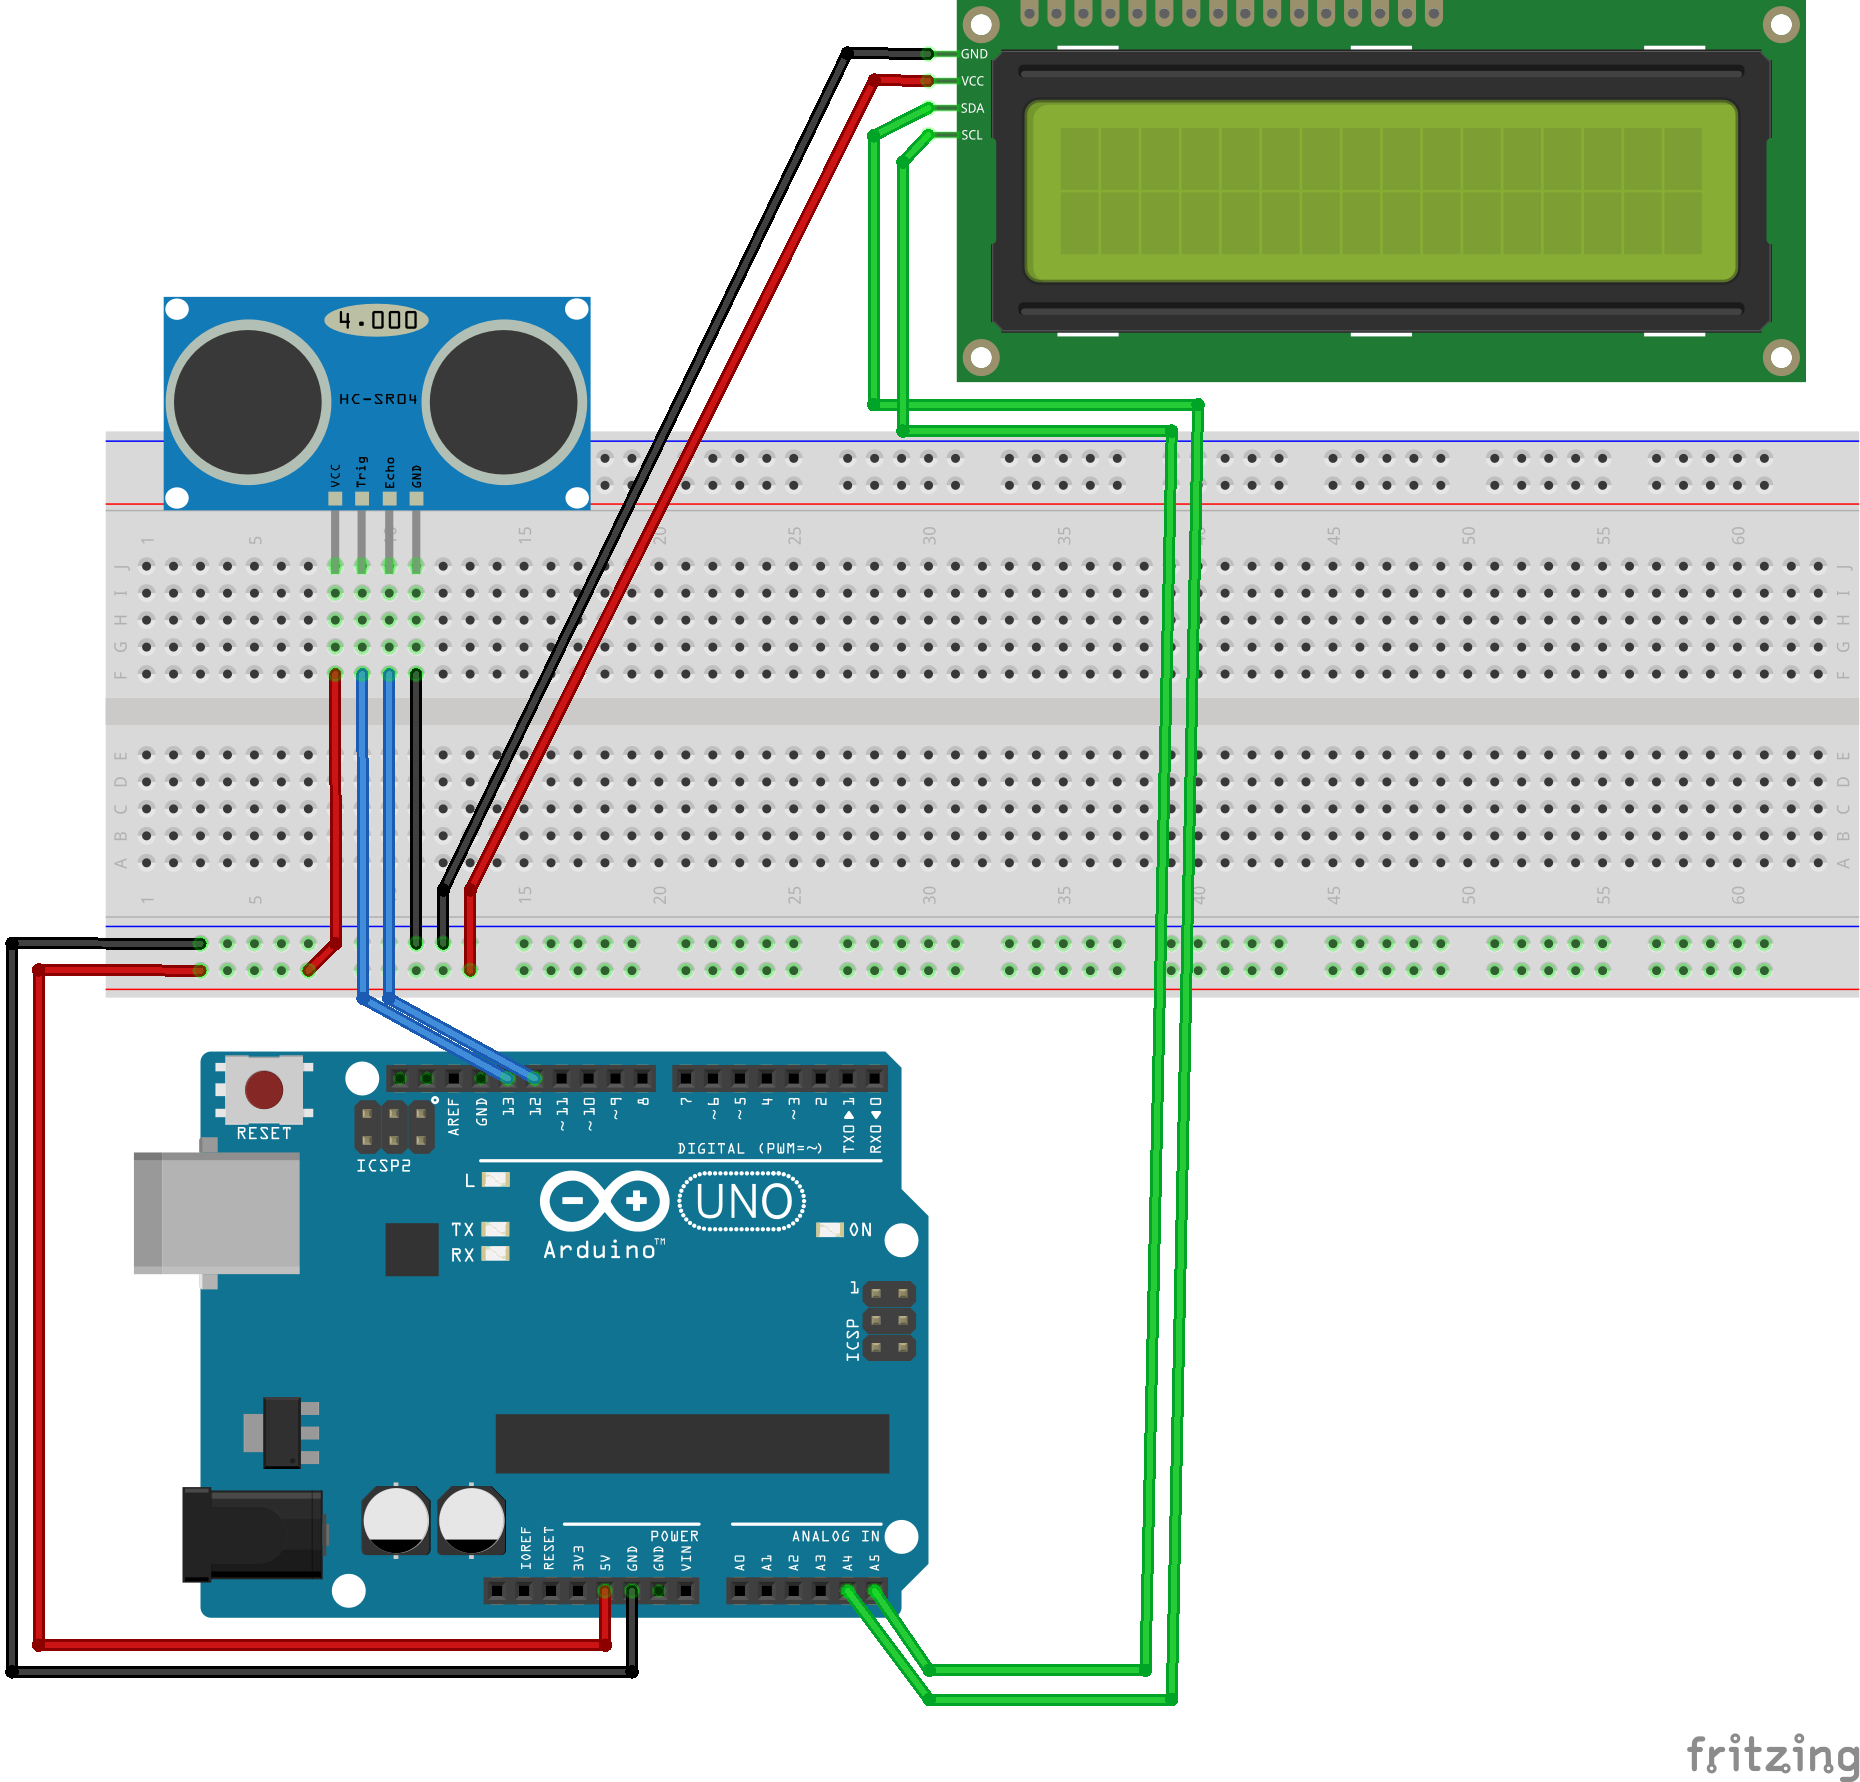 GND
VCC
SDA
SCL
4.000
HC-SR04
VCC
Trig
Echo
GND
1
5
15
20
25
30
35
40
45
50
55
60
J
I
H
G
F
J
I
H
G
F
E
D
C
B
A
E
D
C
B
A
1
5
15
20
25
30
35
40
45
50
55
60
RESET
ICSP2
AREF
GND
13
12
~11
~10
~9
8
7
~6
~5
4
~3
2
TX0▶1
RX0◀0
DIGITAL (PWM=~)
L
TX
RX
UNO
Arduino™
ON
1
ICSP
IOREF
RESET
3V3
5V
GND
GND
VIN
POWER
ANALOG IN
A0
A1
A2
A3
A4
A5
fritzing